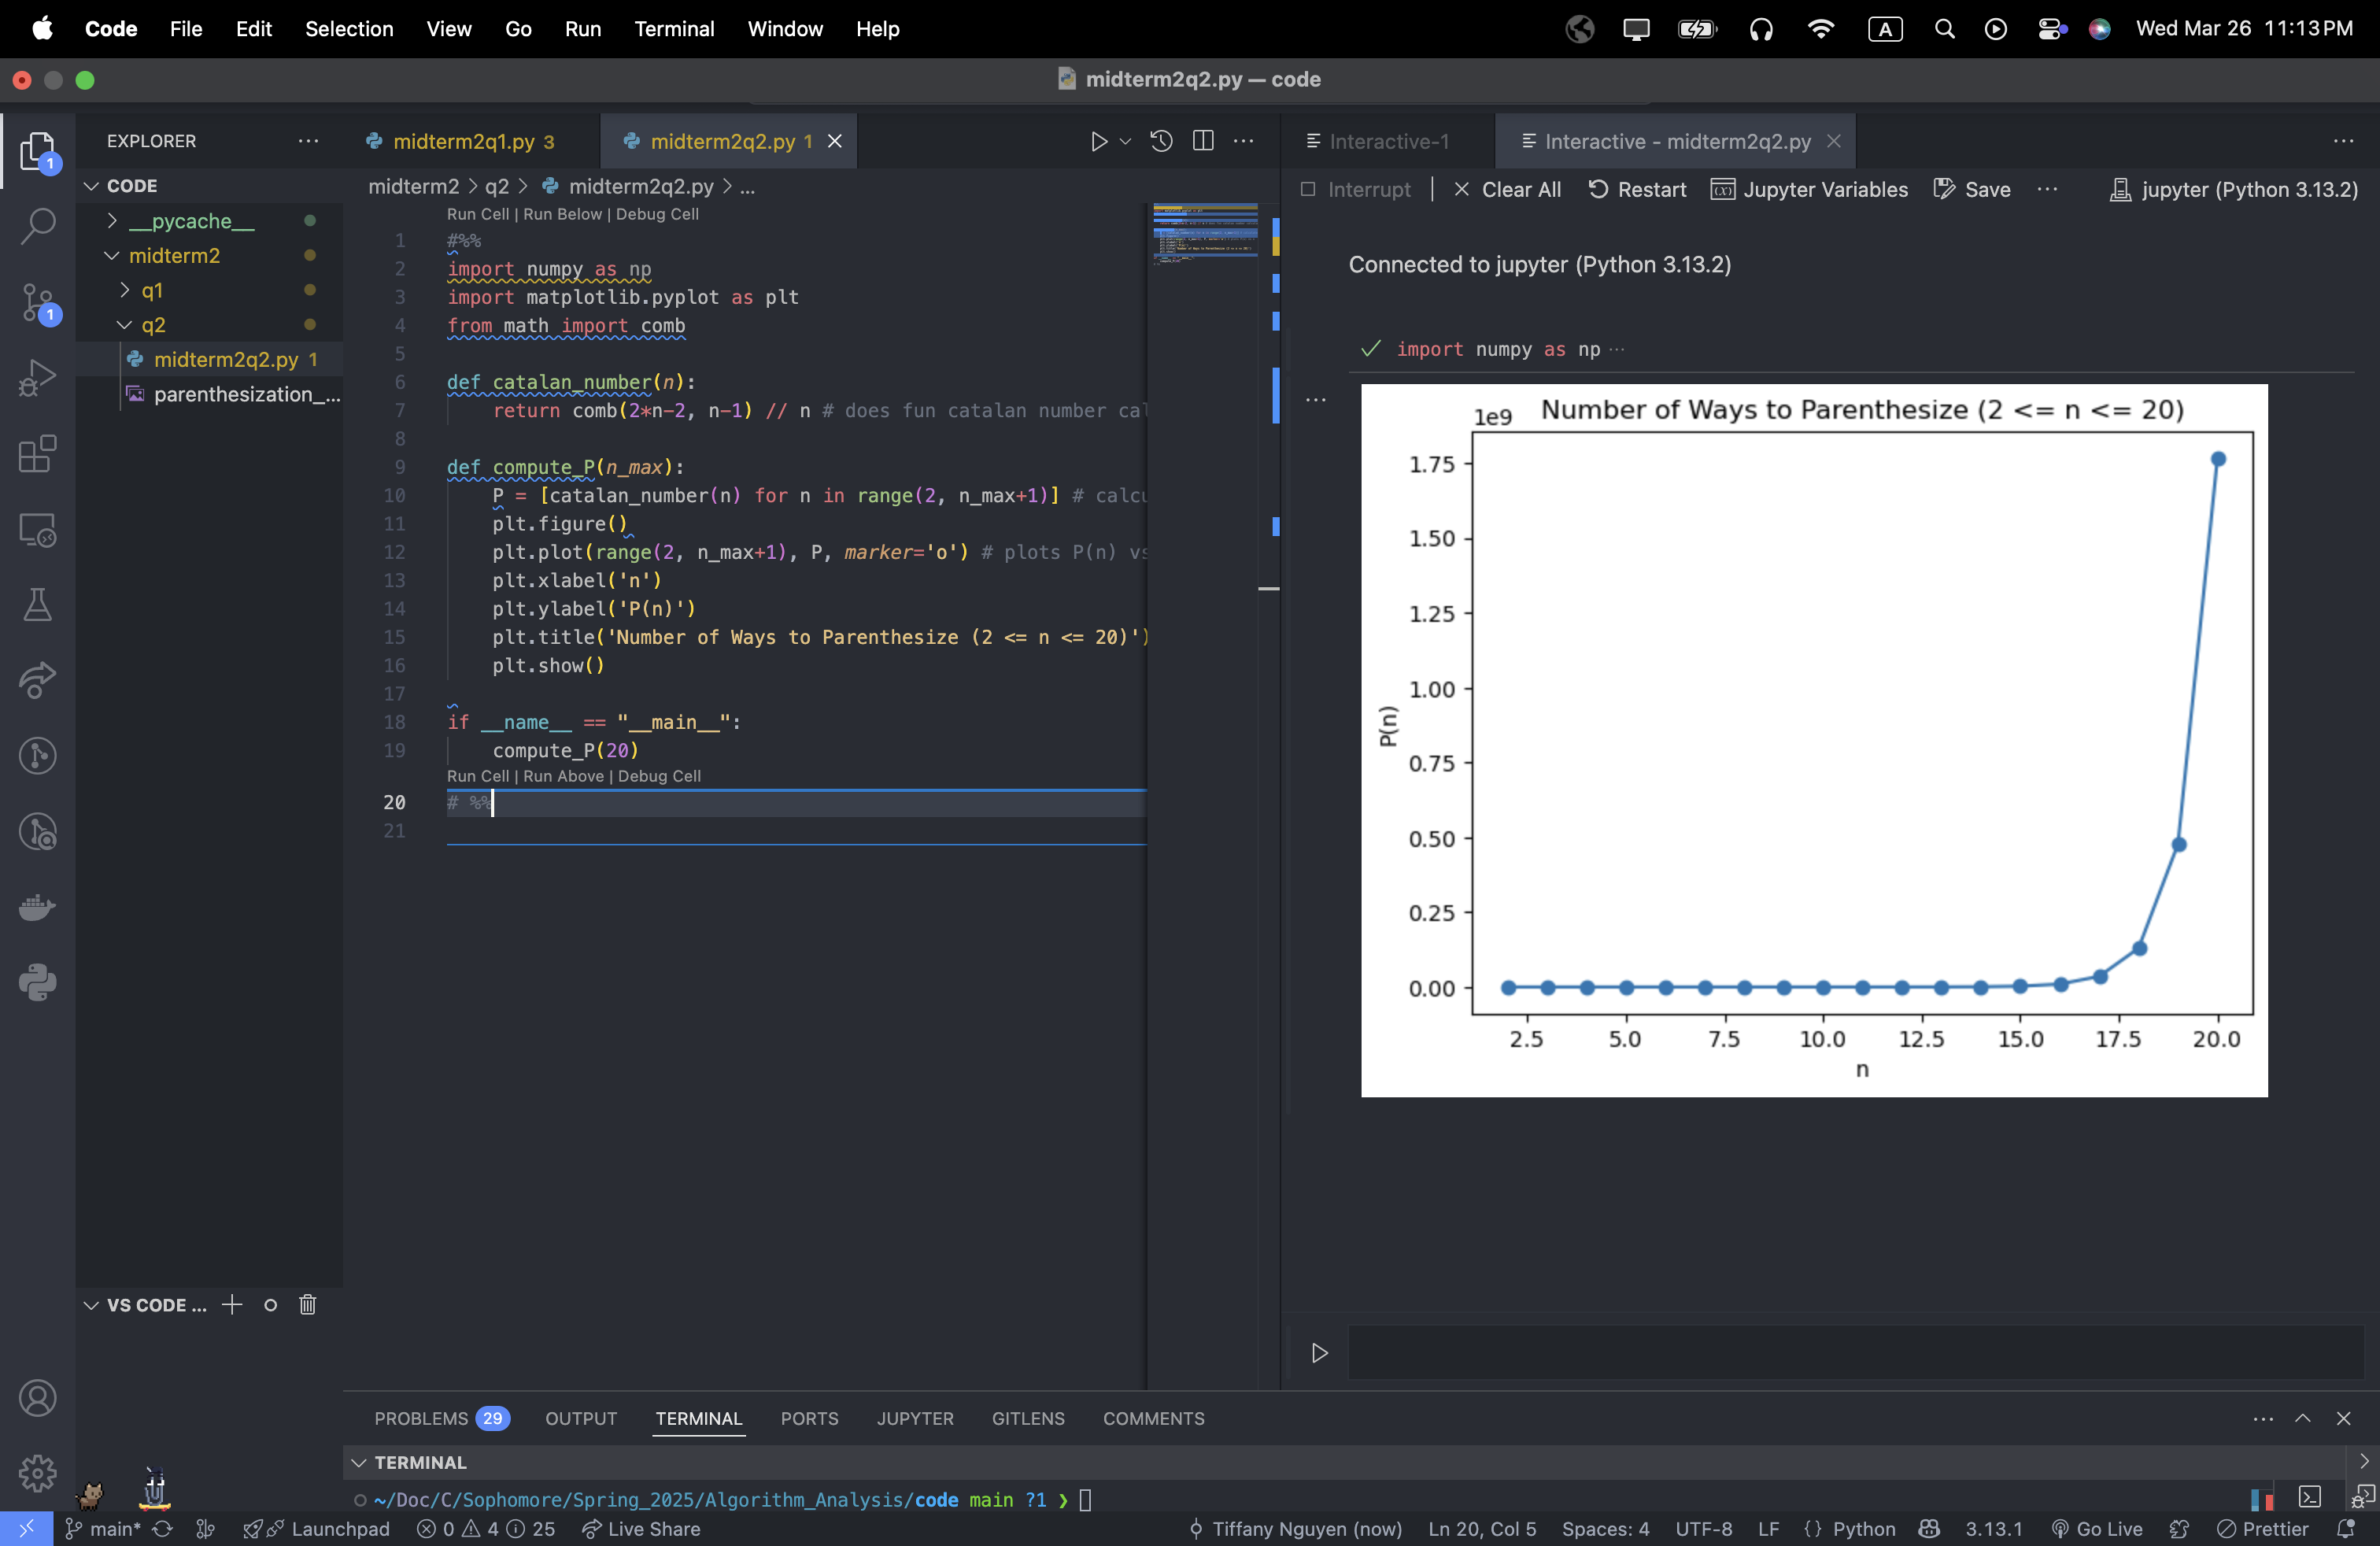 Code File Edit Selection View Go Run Terminal Window Help A Wed Mar 26 11:13 PM
midterm2q2.py — code
EXPLORER
CODE
__pycache__
midterm2
q1
q2
midterm2q2.py 1
parenthesization_...
VS CODE ...
1
1
midterm2q1.py 3
midterm2q2.py 1
midterm2 > q2 > midterm2q2.py > ...
Run Cell | Run Below | Debug Cell
1 #%%
2 import numpy as np
3 import matplotlib.pyplot as plt
4 from math import comb
5
6 def catalan_number(n):
7 return comb(2*n-2, n-1) // n # does fun catalan number cal
8
9 def compute_P(n_max):
10 P = [catalan_number(n) for n in range(2, n_max+1)] # calcu
11 plt.figure()
12 plt.plot(range(2, n_max+1), P, marker='o') # plots P(n) vs
13 plt.xlabel('n')
14 plt.ylabel('P(n)')
15 plt.title('Number of Ways to Parenthesize (2 <= n <= 20)')
16 plt.show()
17
18 if __name__ == "__main__":
19 compute_P(20)
Run Cell | Run Above | Debug Cell
20 # %%
21
Interactive-1
Interactive - midterm2q2.py
Interrupt | Clear All Restart Jupyter Variables Save ... jupyter (Python 3.13.2)
Connected to jupyter (Python 3.13.2)
import numpy as np ...
1e9 Number of Ways to Parenthesize (2 <= n <= 20)
1.75
1.50
1.25
1.00
0.75
0.50
0.25
0.00
P(n)
2.5 5.0 7.5 10.0 12.5 15.0 17.5 20.0
n
PROBLEMS 29 OUTPUT TERMINAL PORTS JUPYTER GITLENS COMMENTS
TERMINAL
~/Doc/C/Sophomore/Spring_2025/Algorithm_Analysis/code main ?1 ❯
main* Launchpad 0 4 25 Live Share Tiffany Nguyen (now) Ln 20, Col 5 Spaces: 4 UTF-8 LF {} Python 3.13.1 Go Live Prettier